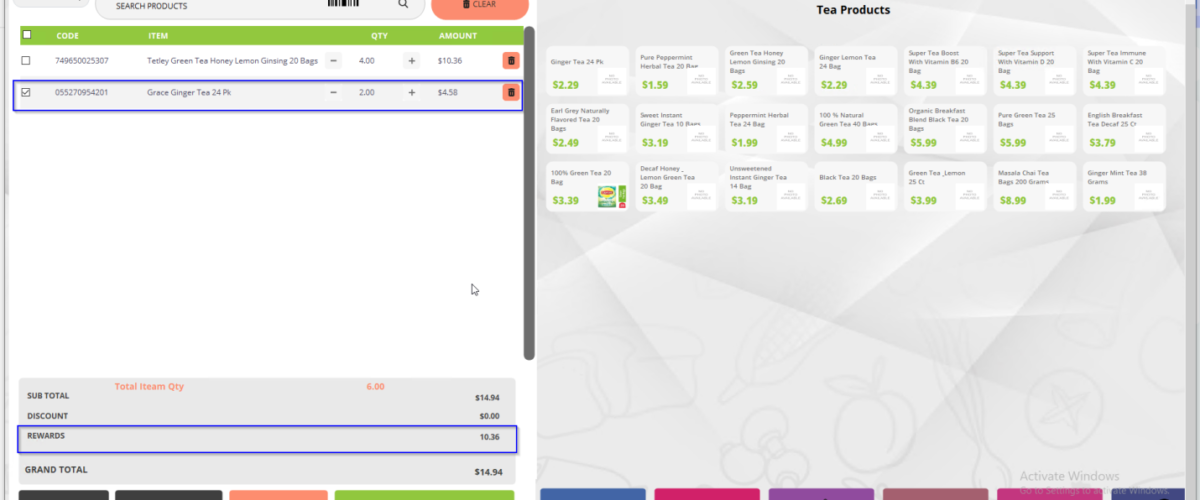 SEARCH PRODUCTS
CLEAR
CODE ITEM QTY AMOUNT
749650025307 Tetley Green Tea Honey Lemon Ginsing 20 Bags − 4.00 + $10.36
055270954201 Grace Ginger Tea 24 Pk − 2.00 + $4.58
Total Iteam Qty 6.00
SUB TOTAL $14.94
DISCOUNT $0.00
REWARDS 10.36
GRAND TOTAL $14.94
Tea Products
Ginger Tea 24 Pk
$2.29
Pure Peppermint
Herbal Tea 20 Bag
$1.59
Green Tea Honey
Lemon Ginsing 20
Bags
$2.59
Ginger Lemon Tea
24 Bag
$2.29
Super Tea Boost
With Vitamin B6 20
Bag
$4.39
Super Tea Support
With Vitamin D 20
Bag
$4.39
Super Tea Immune
With Vitamin C 20
Bag
$4.39
Earl Grey Naturally
Flavored Tea 20
Bags
$2.49
Sweet Instant
Ginger Tea 10 Bags
$3.19
Peppermint Herbal
Tea 24 Bag
$1.99
100 % Natural
Green Tea 40 Bags
$4.99
Organic Breakfast
Blend Black Tea 20
Bags
$5.99
Pure Green Tea 25
Bags
$5.99
English Breakfast
Tea Decaf 25 Ct
$3.79
100% Green Tea 20
Bag
$3.39
Decaf Honey _
Lemon Green Tea
20 Bag
$3.49
Unsweetened
Instant Ginger Tea
14 Bag
$3.19
Black Tea 20 Bags
$2.69
Green Tea _Lemon
25 Ct
$3.99
Masala Chai Tea
Bags 200 Grams
$8.99
Ginger Mint Tea 38
Grams
$1.99
Activate Windows
Go to Settings to activate Windows.